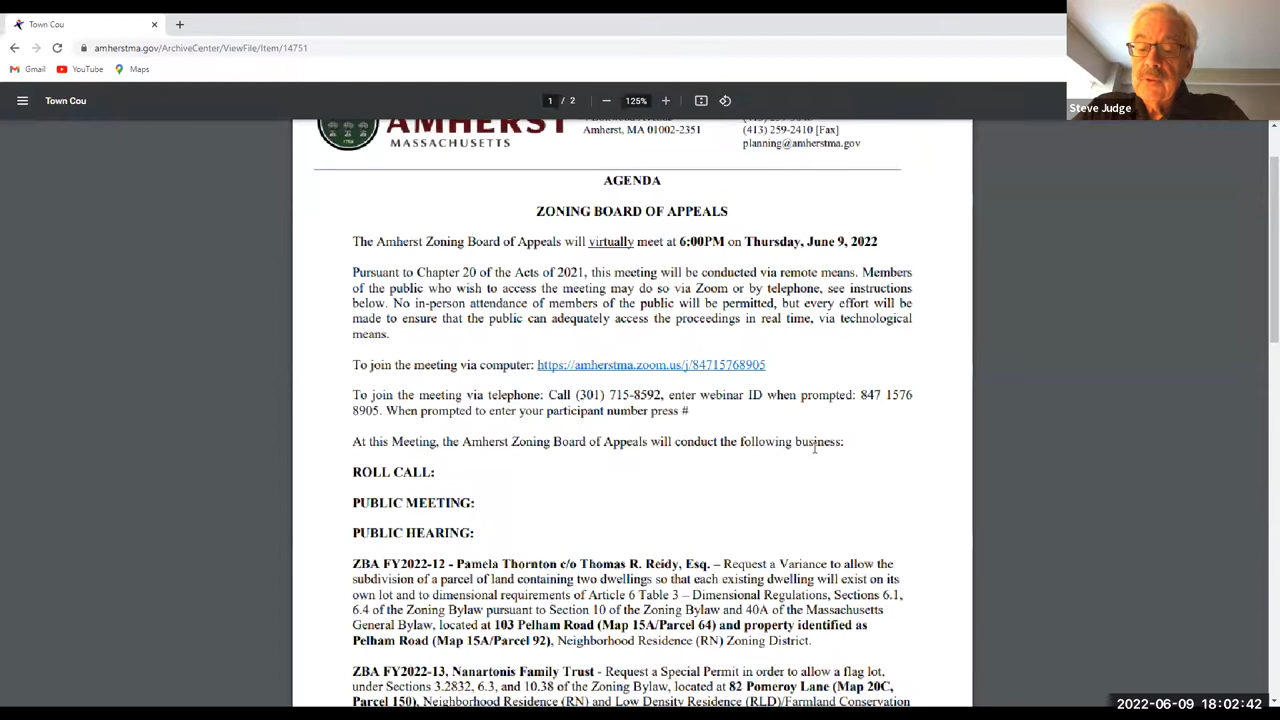 Town Cou
amherstma.gov/ArchiveCenter/ViewFile/Item/14751
Gmail YouTube Maps
Town Cou
1 / 2
125%
Steve Judge
AMHERST
MASSACHUSETTS
Amherst, MA 01002-2351
(413) 259-2410 [Fax]
planning@amherstma.gov
AGENDA
ZONING BOARD OF APPEALS
The Amherst Zoning Board of Appeals will virtually meet at 6:00PM on Thursday, June 9, 2022
Pursuant to Chapter 20 of the Acts of 2021, this meeting will be conducted via remote means. Members
of the public who wish to access the meeting may do so via Zoom or by telephone, see instructions
below. No in-person attendance of members of the public will be permitted, but every effort will be
made to ensure that the public can adequately access the proceedings in real time, via technological
means.
To join the meeting via computer: https://amherstma.zoom.us/j/84715768905
To join the meeting via telephone: Call (301) 715-8592, enter webinar ID when prompted: 847 1576
8905. When prompted to enter your participant number press #
At this Meeting, the Amherst Zoning Board of Appeals will conduct the following business:
ROLL CALL:
PUBLIC MEETING:
PUBLIC HEARING:
ZBA FY2022-12 - Pamela Thornton c/o Thomas R. Reidy, Esq. – Request a Variance to allow the
subdivision of a parcel of land containing two dwellings so that each existing dwelling will exist on its
own lot and to dimensional requirements of Article 6 Table 3 – Dimensional Regulations, Sections 6.1,
6.4 of the Zoning Bylaw pursuant to Section 10 of the Zoning Bylaw and 40A of the Massachusetts
General Bylaw, located at 103 Pelham Road (Map 15A/Parcel 64) and property identified as
Pelham Road (Map 15A/Parcel 92), Neighborhood Residence (RN) Zoning District.
ZBA FY2022-13, Nanartonis Family Trust - Request a Special Permit in order to allow a flag lot,
under Sections 3.2832, 6.3, and 10.38 of the Zoning Bylaw, located at 82 Pomeroy Lane (Map 20C,
Parcel 150), Neighborhood Residence (RN) and Low Density Residence (RLD)/Farmland Conservation
2022-06-09 18:02:42